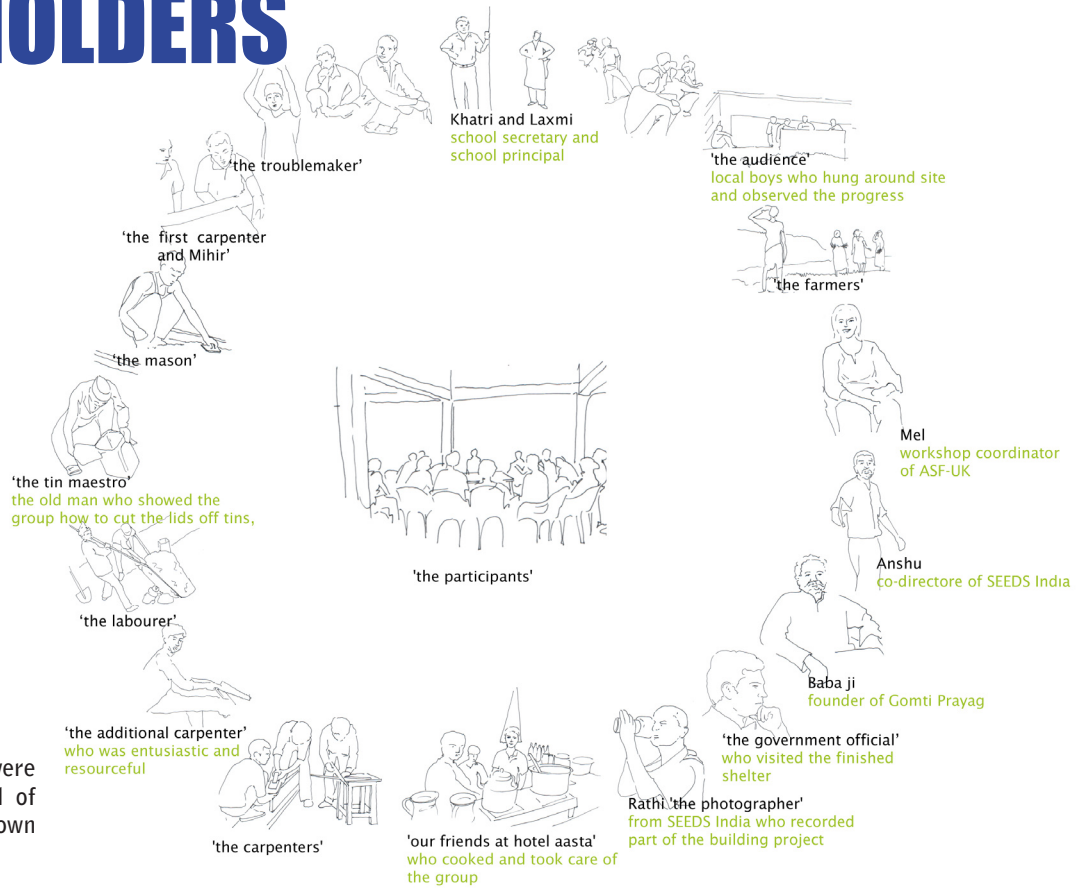 HOLDERS
Khatri and Laxmi
school secretary and
school principal
'the audience'
local boys who hung around site
and observed the progress
'the farmers'
Mel
workshop coordinator
of ASF-UK
Anshu
co-directore of SEEDS India
Baba ji
founder of Gomti Prayag
'the government official’
who visited the finished
shelter
Rathi 'the photographer'
from SEEDS India who recorded
part of the building project
'our friends at hotel aasta'
who cooked and took care of
the group
'the carpenters'
‘the additional carpenter’
who was entusiastic and
resourceful
‘the labourer’
‘the tin maestro’
the old man who showed the
group how to cut the lids off tins,
‘the mason’
‘the first carpenter
and Mihir’
‘the troublemaker’
'the participants'
were
of
own